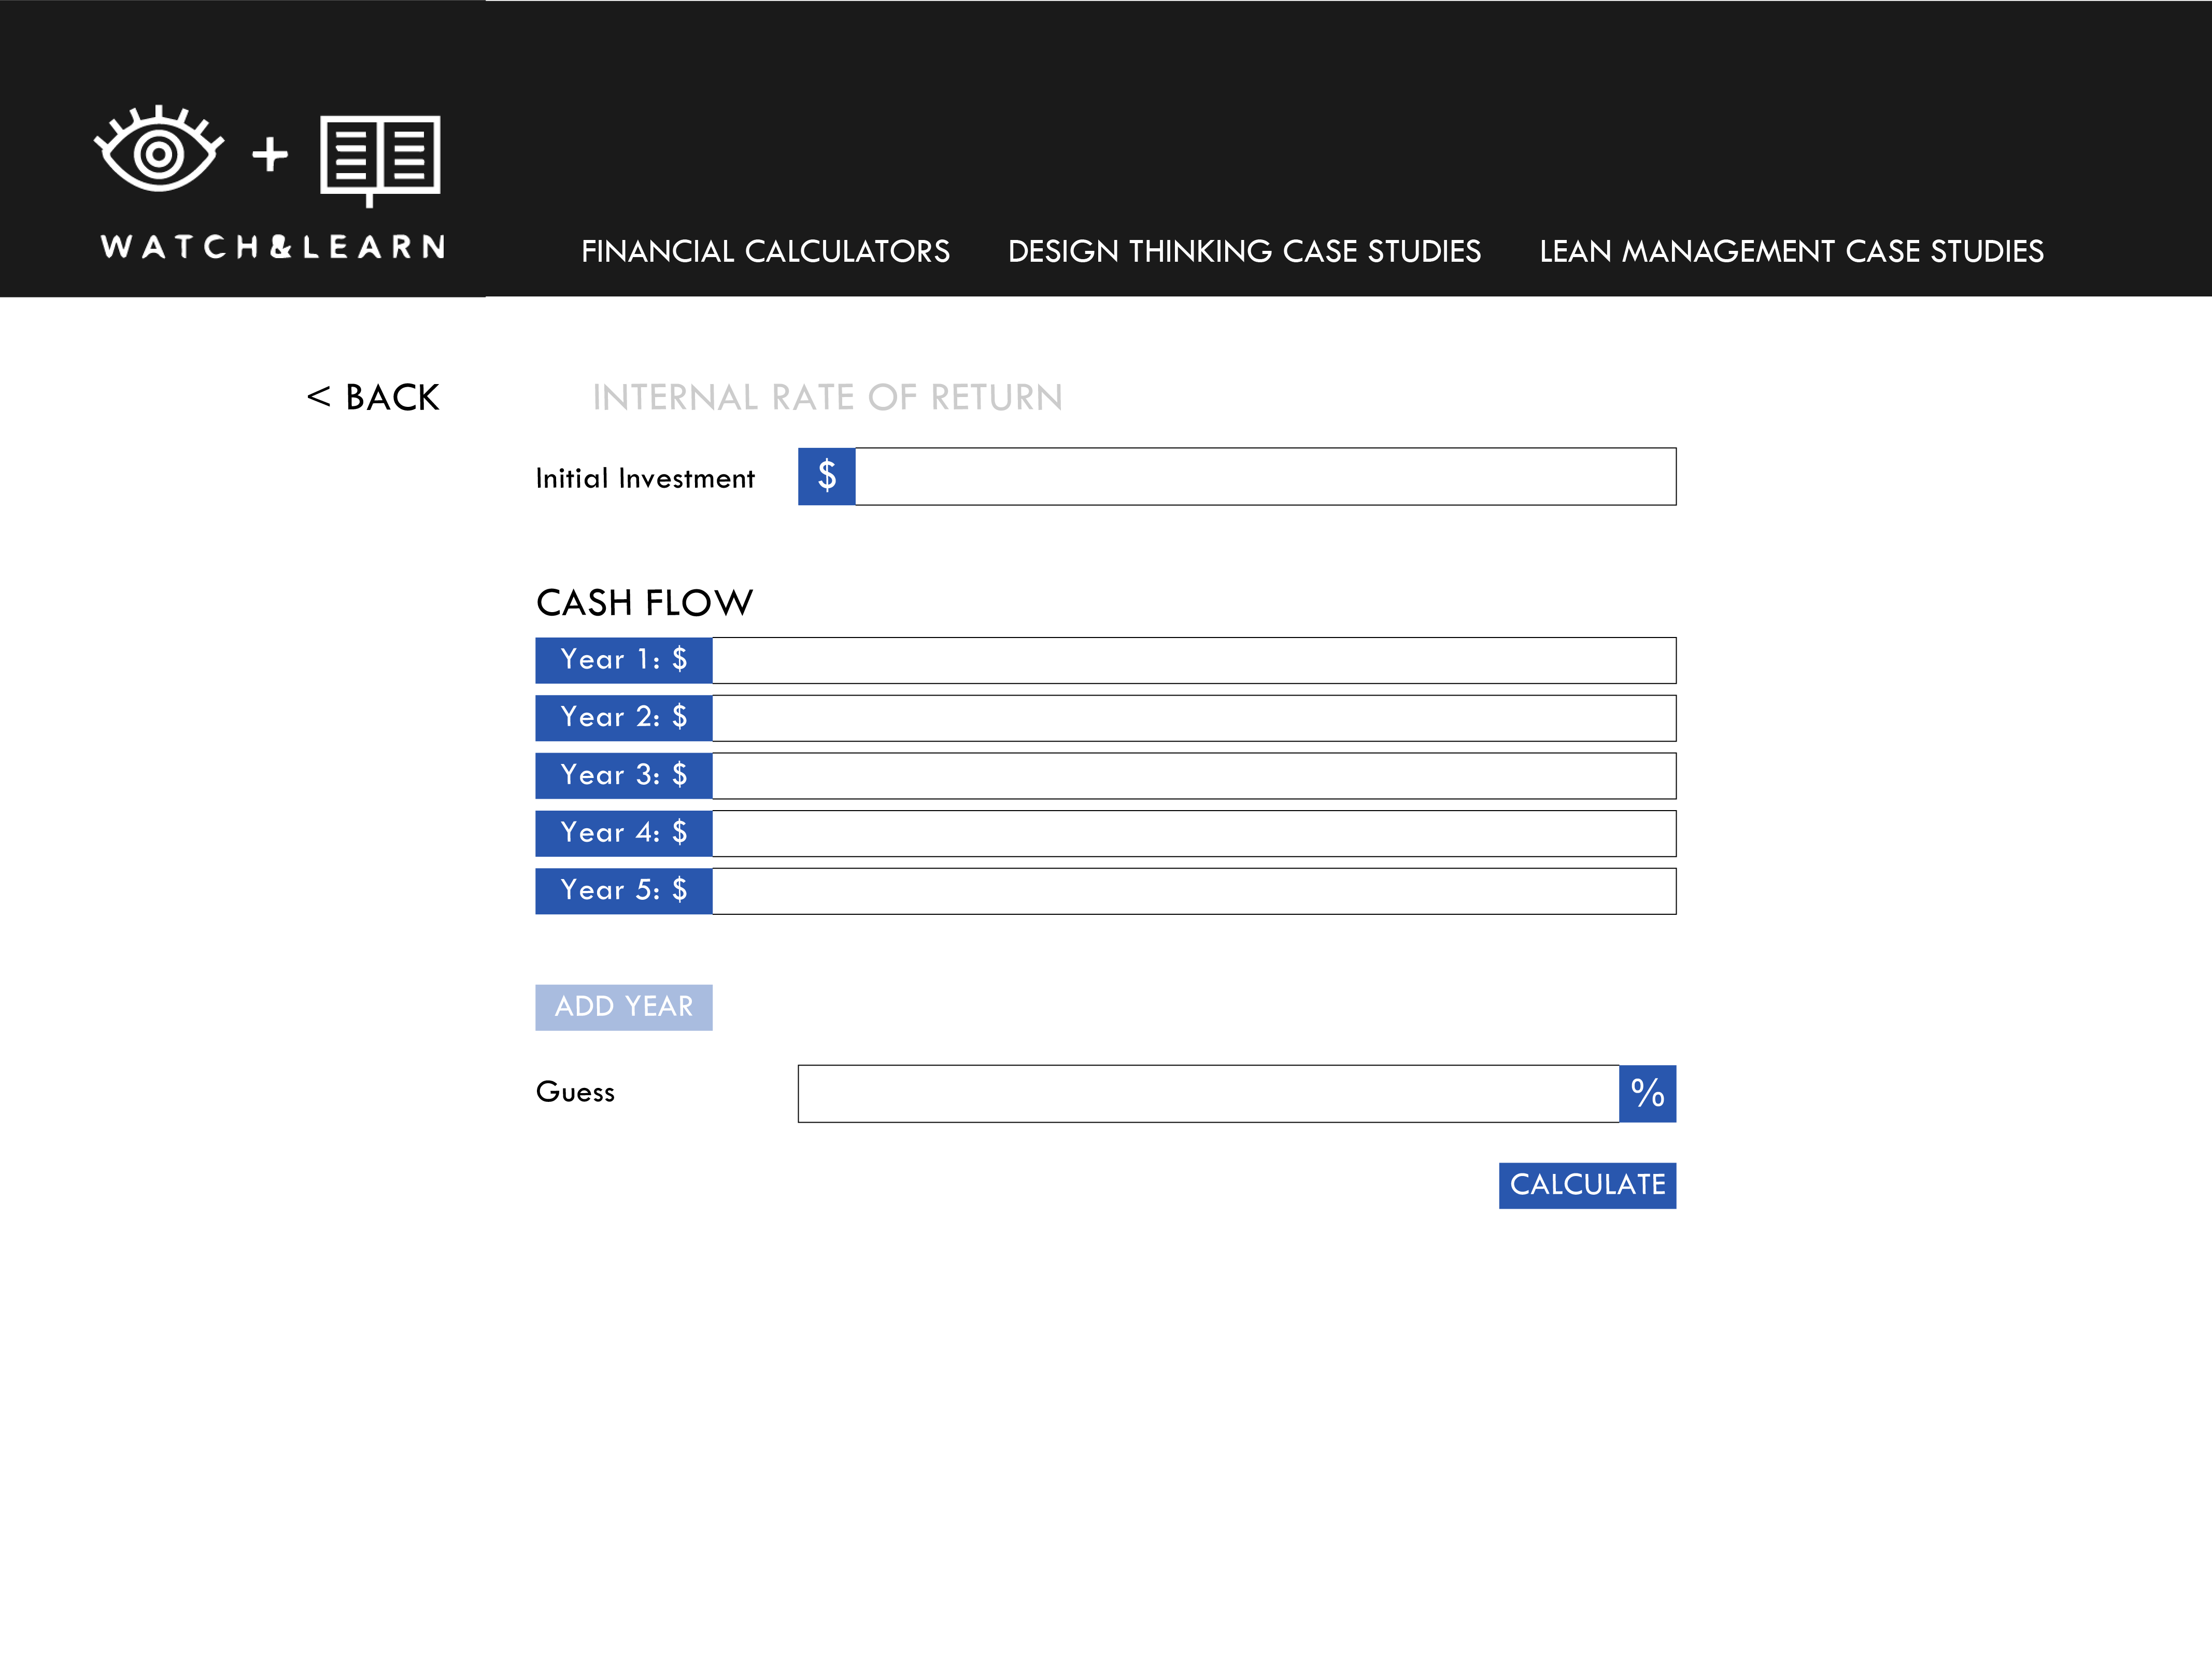 WATCH&LEARN
FINANCIAL CALCULATORS DESIGN THINKING CASE STUDIES LEAN MANAGEMENT CASE STUDIES
< BACK INTERNAL RATE OF RETURN
Initial Investment $
CASH FLOW
Year 1: $
Year 2: $
Year 3: $
Year 4: $
Year 5: $
ADD YEAR
Guess %
CALCULATE